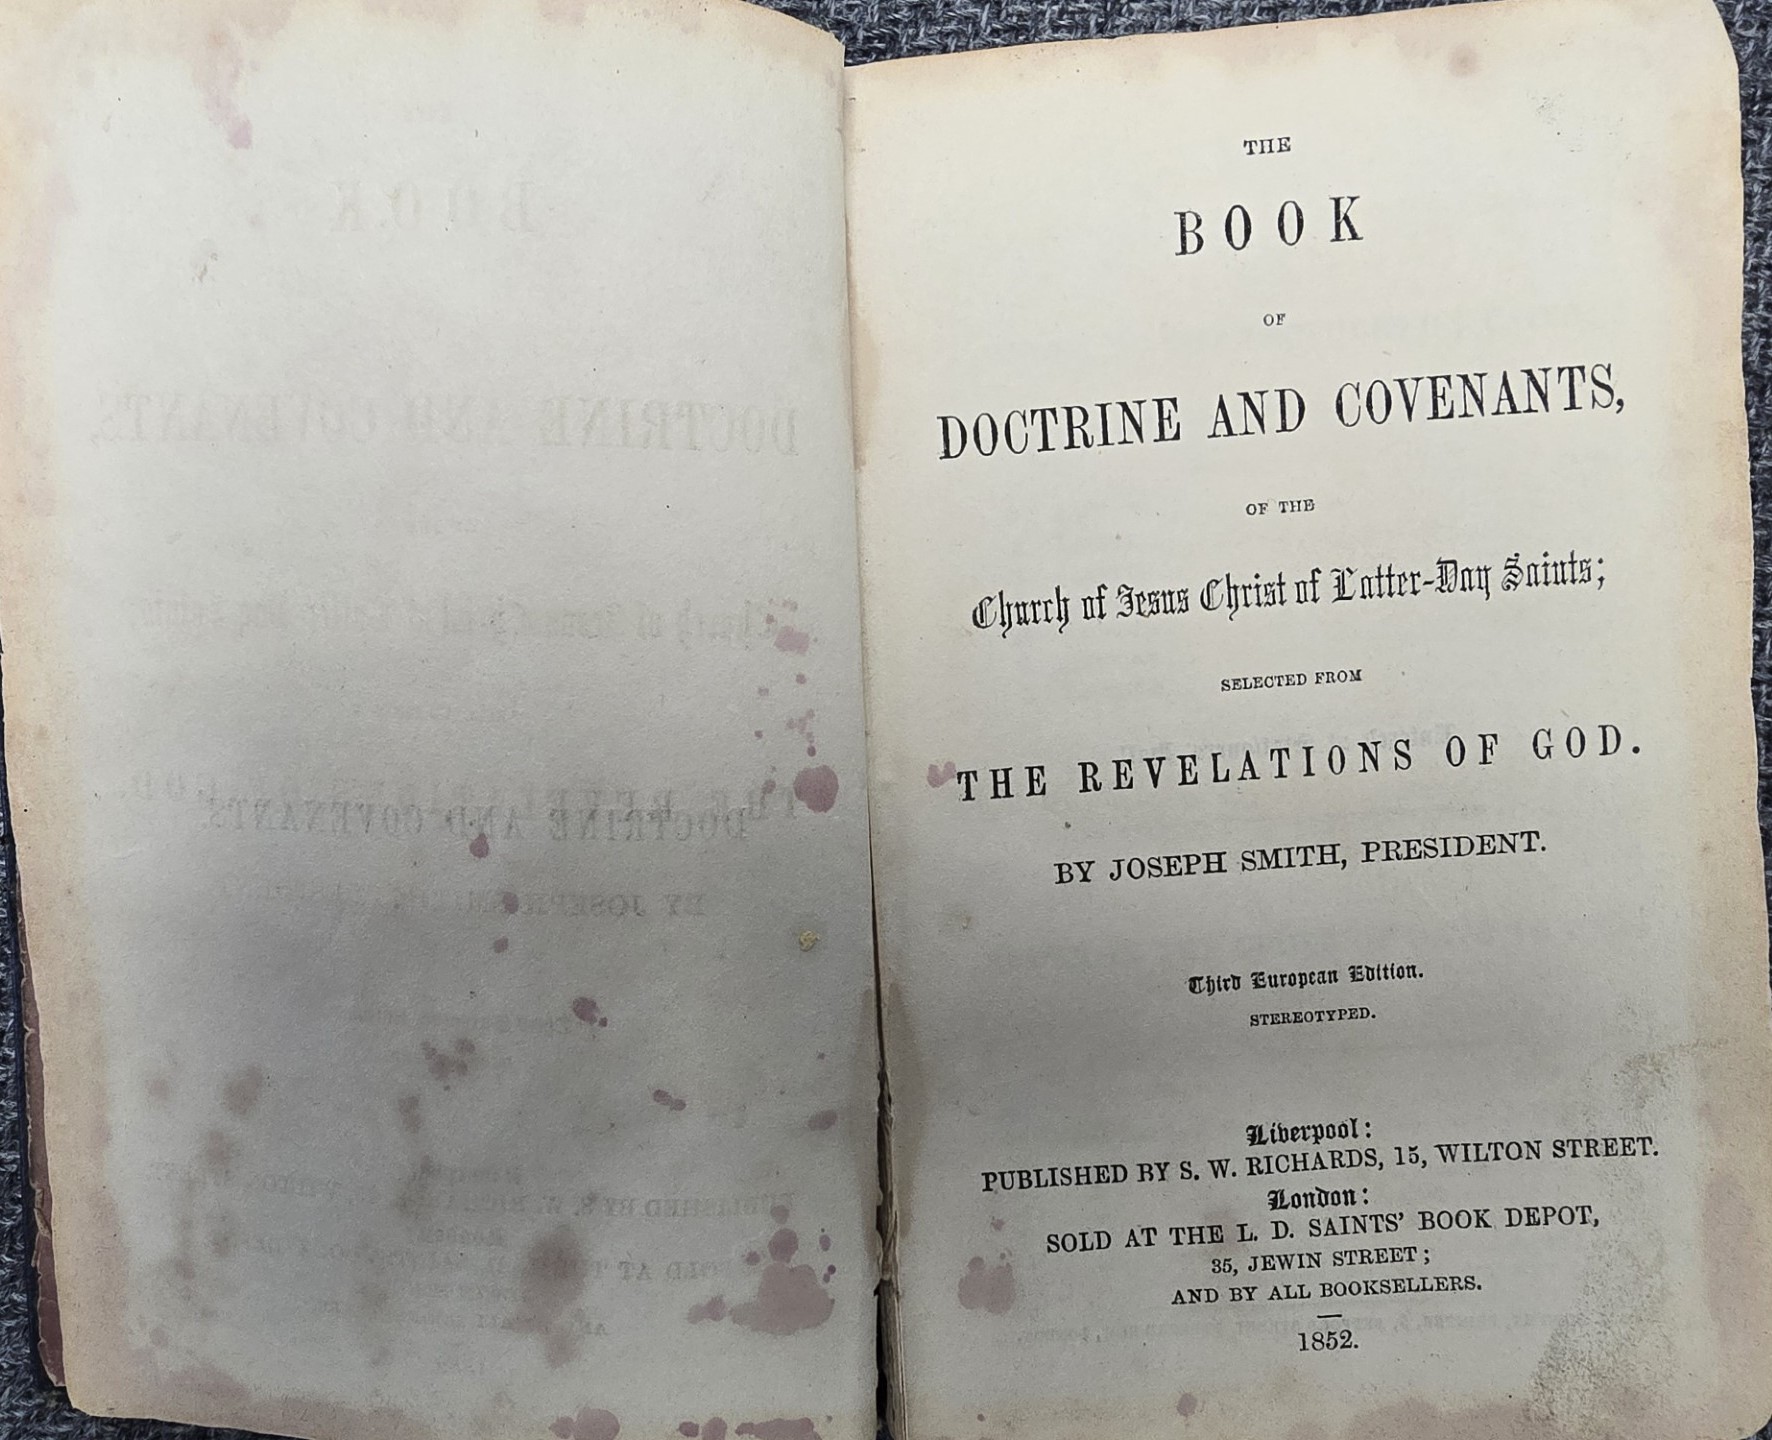 THE
BOOK
OF
DOCTRINE AND COVENANTS,
OF THE
Church of Jesus Christ of Latter-Day Saints;
SELECTED FROM
THE REVELATIONS OF GOD.
BY JOSEPH SMITH, PRESIDENT.
Third European Edition.
STEREOTYPED.
Liverpool:
PUBLISHED BY S. W. RICHARDS, 15, WILTON STREET.
London:
SOLD AT THE L. D. SAINTS' BOOK DEPOT,
35, JEWIN STREET;
AND BY ALL BOOKSELLERS.
1852.